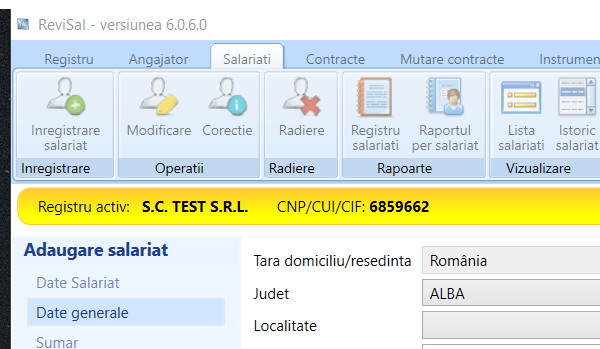 ReviSal - versiunea 6.0.6.0
Registru Angajator Salariati Contracte Mutare contracte Instrumen
Inregistrare salariat
Modificare Corectie
Radiere
Registru salariati
Raportul per salariat
Lista salariati
Istoric salariat
Inregistrare Operatii Radiere Rapoarte Vizualizare
Registru activ: S.C. TEST S.R.L. CNP/CUI/CIF: 6859662
Adaugare salariat
Date Salariat
Date generale
Sumar
Tara domiciliu/resedinta România
Judet ALBA
Localitate